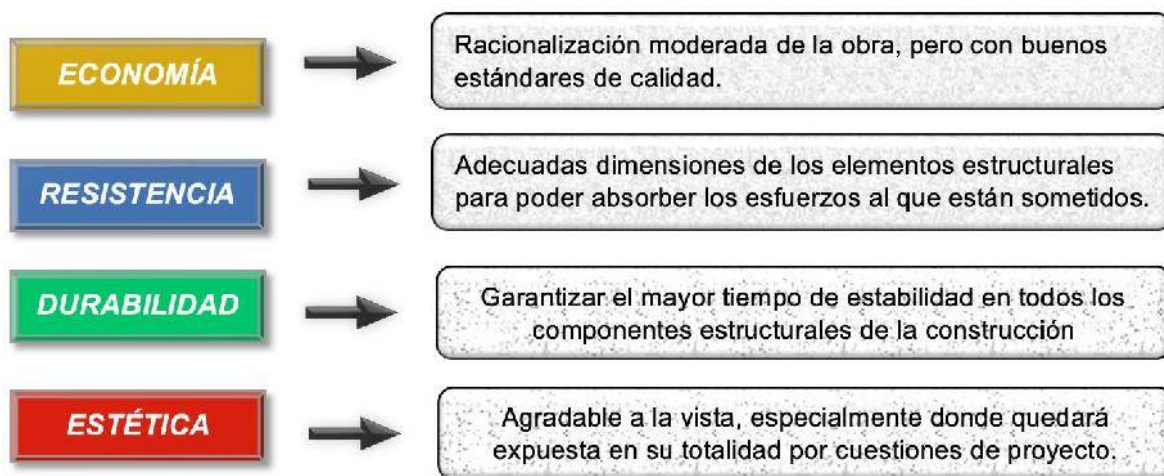 ECONOMÍA
Racionalización moderada de la obra, pero con buenos
estándares de calidad.
RESISTENCIA
Adecuadas dimensiones de los elementos estructurales
para poder absorber los esfuerzos al que están sometidos.
DURABILIDAD
Garantizar el mayor tiempo de estabilidad en todos los
componentes estructurales de la construcción
ESTÉTICA
Agradable a la vista, especialmente donde quedará
expuesta en su totalidad por cuestiones de proyecto.